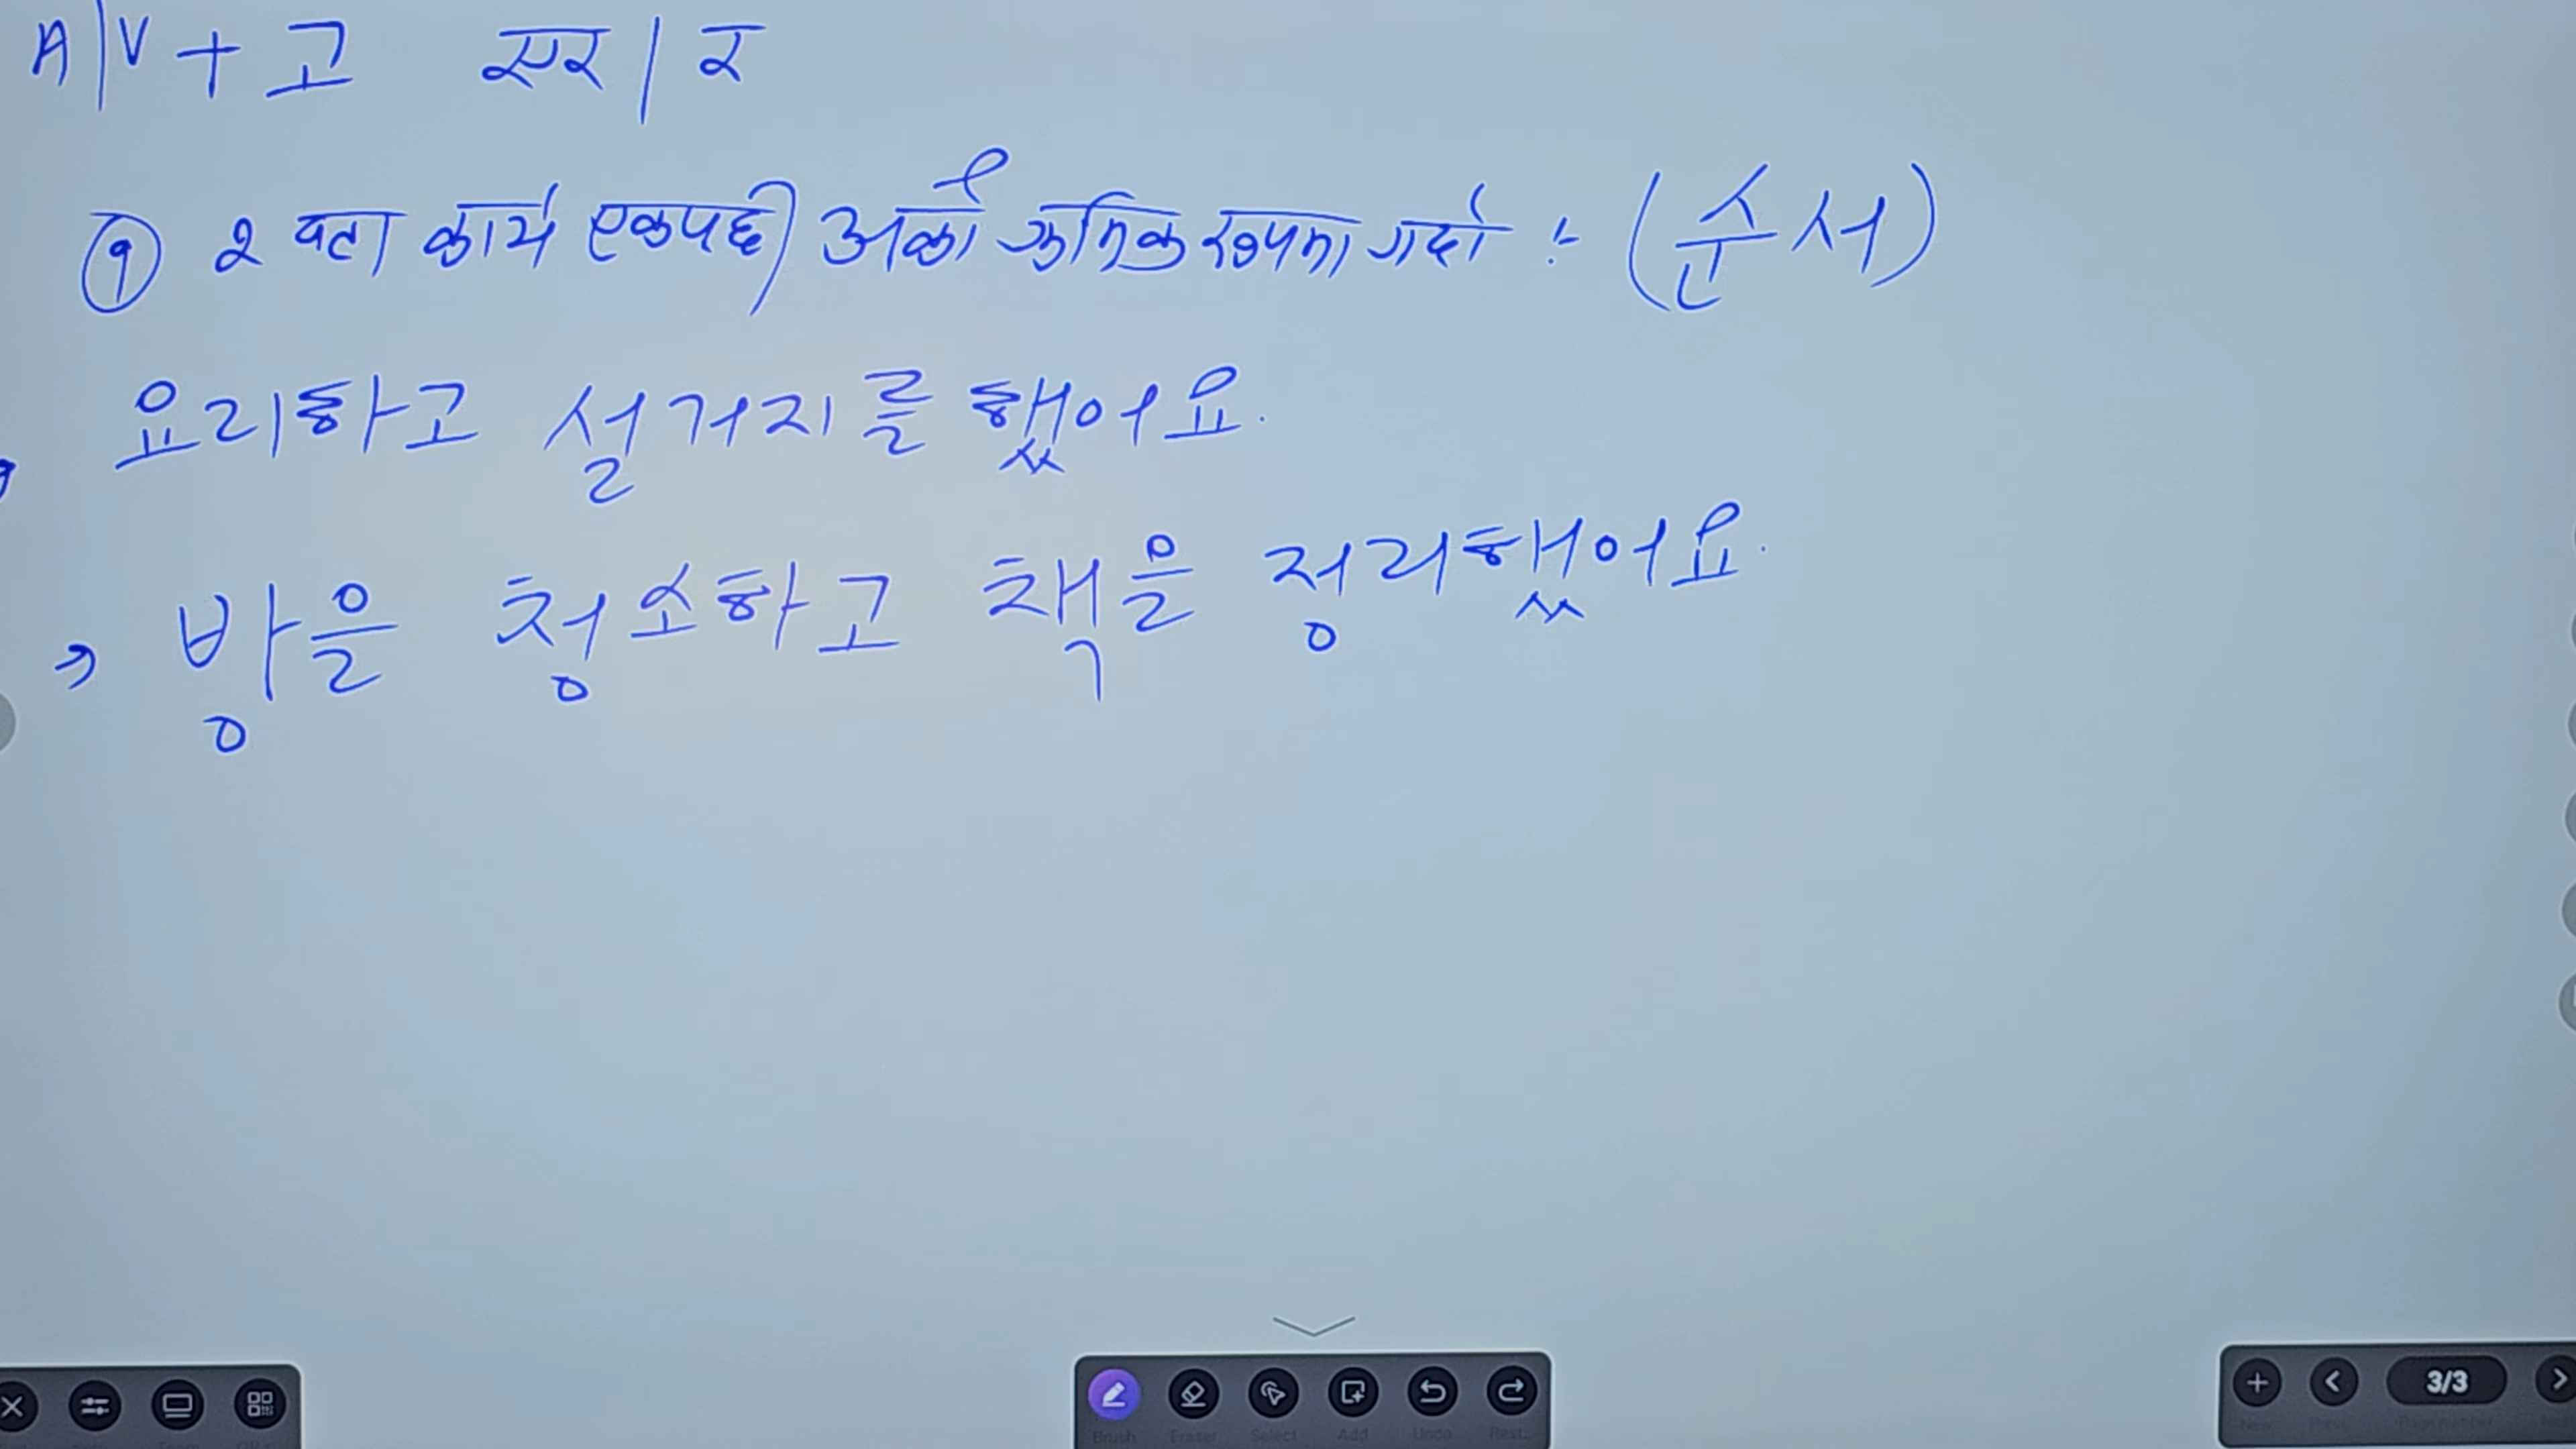 A/V + 고 एर / र
① २ वटा कार्य एकपछी अर्को क्रमिक रुपमा गर्दा :- (순서)
요리하고 설거지를 했어요.
→ 방을 청소하고 책을 정리했어요.
3/3